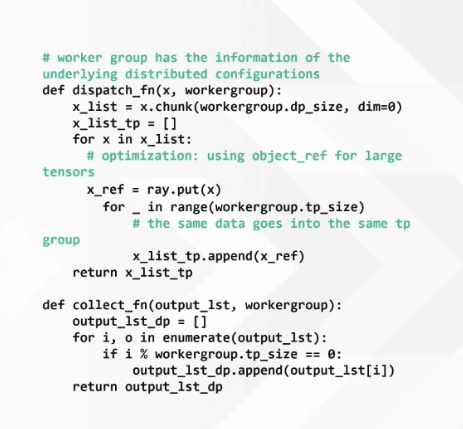 # worker group has the information of the
underlying distributed configurations
def dispatch_fn(x, workergroup):
    x_list = x.chunk(workergroup.dp_size, dim=0)
    x_list_tp = []
    for x in x_list:
      # optimization: using object_ref for large
tensors
      x_ref = ray.put(x)
        for _ in range(workergroup.tp_size)
            # the same data goes into the same tp
group
            x_list_tp.append(x_ref)
    return x_list_tp

def collect_fn(output_lst, workergroup):
    output_lst_dp = []
    for i, o in enumerate(output_lst):
        if i % workergroup.tp_size == 0:
            output_lst_dp.append(output_lst[i])
    return output_lst_dp